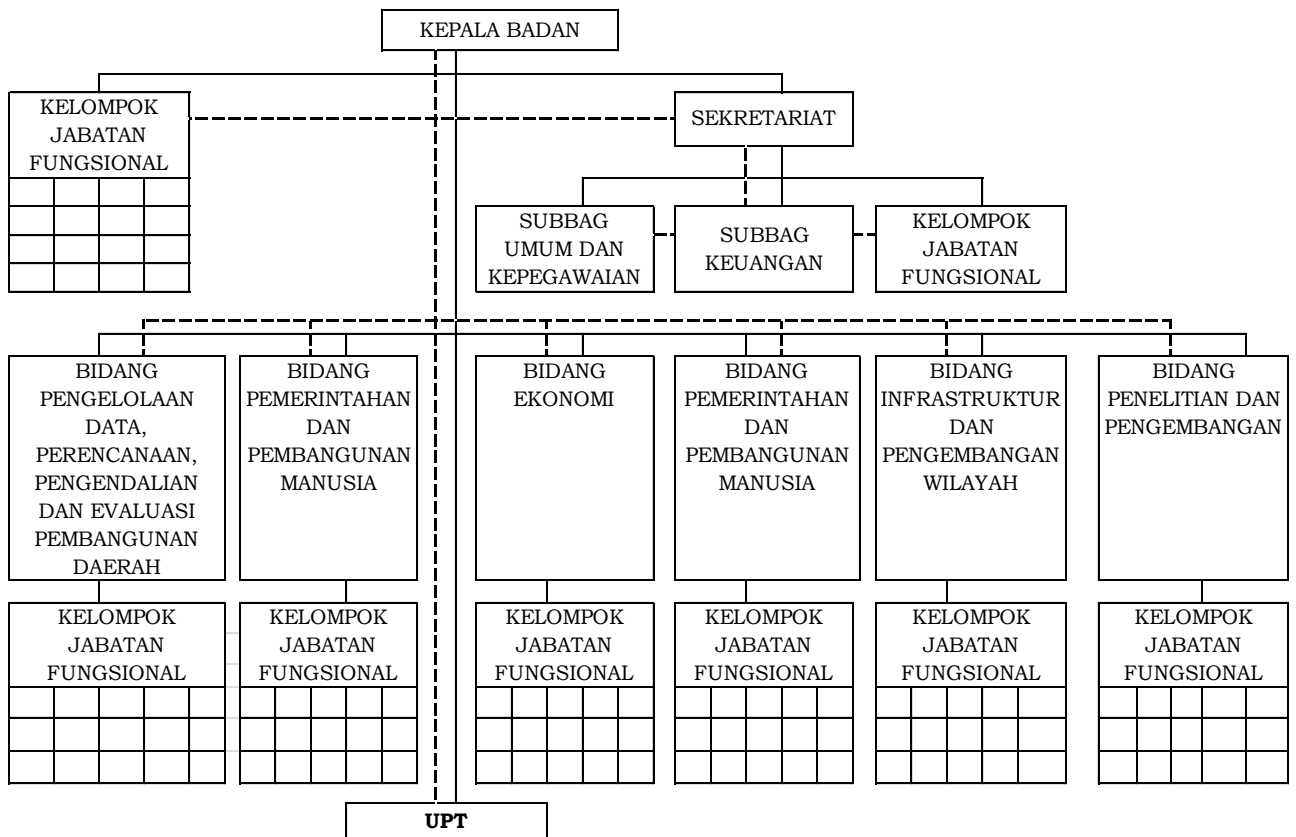 KEPALA BADAN
KELOMPOK
JABATAN
FUNGSIONAL
SEKRETARIAT
SUBBAG
UMUM DAN
KEPEGAWAIAN
SUBBAG
KEUANGAN
KELOMPOK
JABATAN
FUNGSIONAL
BIDANG
PENGELOLAAN
DATA,
PERENCANAAN,
PENGENDALIAN
DAN EVALUASI
PEMBANGUNAN
DAERAH
BIDANG
PEMERINTAHAN
DAN
PEMBANGUNAN
MANUSIA
BIDANG
EKONOMI
BIDANG
PEMERINTAHAN
DAN
PEMBANGUNAN
MANUSIA
BIDANG
INFRASTRUKTUR
DAN
PENGEMBANGAN
WILAYAH
BIDANG
PENELITIAN DAN
PENGEMBANGAN
KELOMPOK
JABATAN
FUNGSIONAL
KELOMPOK
JABATAN
FUNGSIONAL
KELOMPOK
JABATAN
FUNGSIONAL
KELOMPOK
JABATAN
FUNGSIONAL
KELOMPOK
JABATAN
FUNGSIONAL
KELOMPOK
JABATAN
FUNGSIONAL
UPT